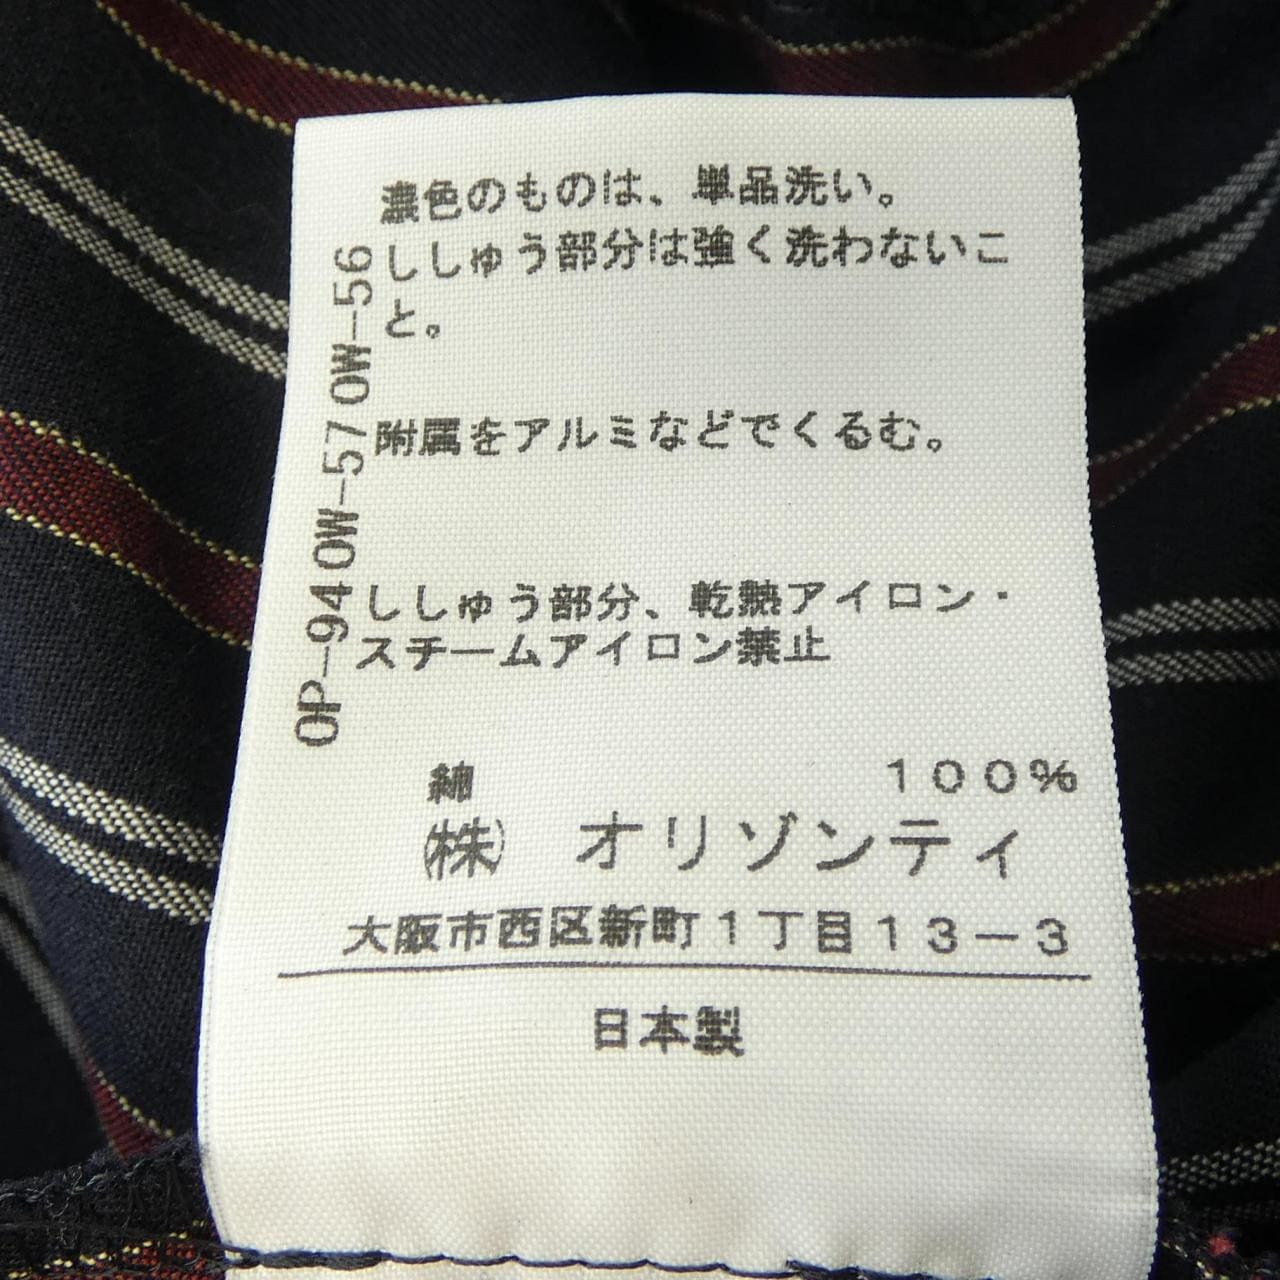 濃色のものは、単品洗い。
ししゅう部分は強く洗わないこ
と。
附属をアルミなどでくるむ。
ししゅう部分、乾熱アイロン・
スチームアイロン禁止
OP-94 OW-57 OW-56
綿 100%
(株) オリゾンティ
大阪市西区新町1丁目13-3
日本製